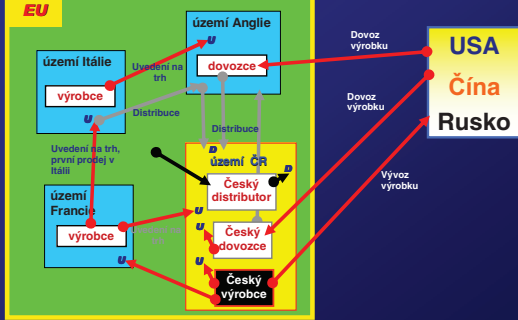 EU
území Anglie
U
dovozce
území Itálie
výrobce
U
Uvedení na
trh
Distribuce
Distribuce
Dovoz
výrobku
Dovoz
výrobku
Vývoz
výrobku
USA
Čína
Rusko
Uvedení na trh,
první prodej v
Itálii
území
Francie
výrobce
U
D
území ČR
D
Český
distributor
U
U
Český
dovozce
U
Český
výrobce